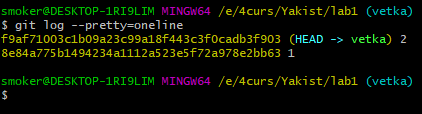 smoker@DESKTOP-1RI9LIM MINGW64 /e/4curs/Yakist/lab1 (vetka)
$ git log --pretty=oneline
f9af71003c1b09a23c99a18f443c3f0cadb3f903 (HEAD -> vetka) 2
8e84a775b1494234a1112a523e5f72a978e2bb63 1
smoker@DESKTOP-1RI9LIM MINGW64 /e/4curs/Yakist/lab1 (vetka)
$